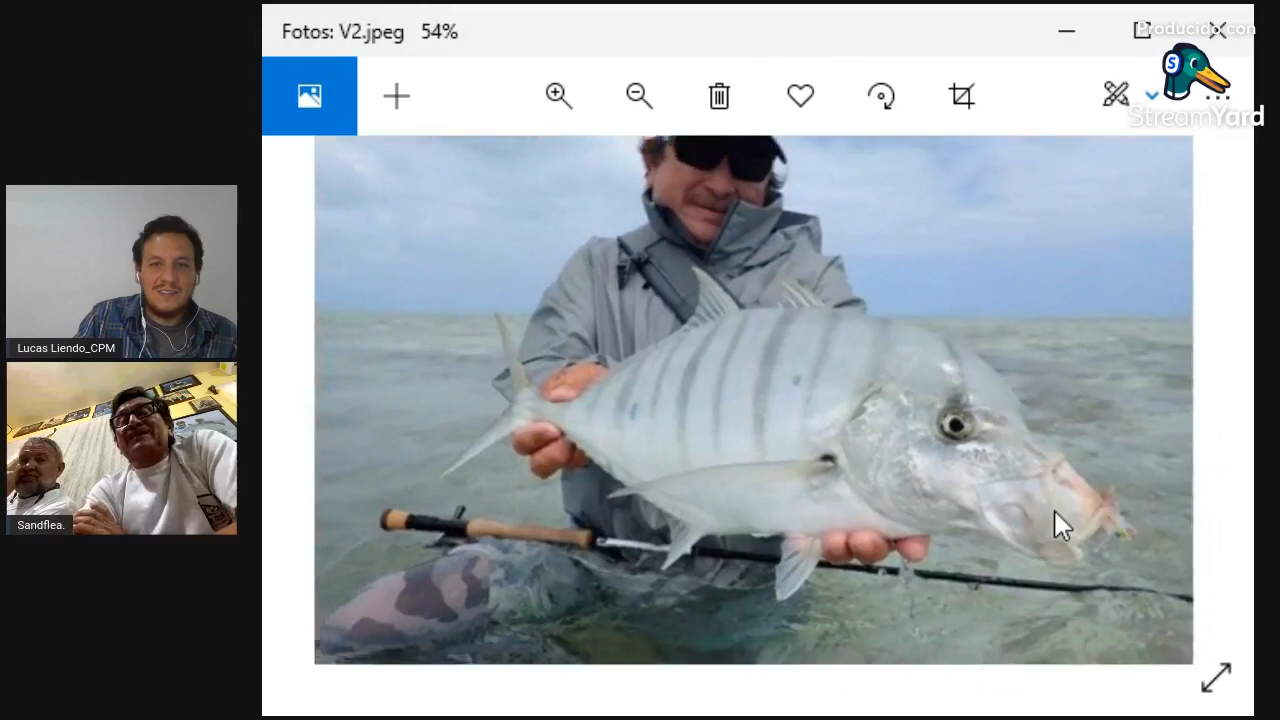 Fotos: V2.jpeg 54%
Producido con
StreamYard
Lucas Liendo_CPM
Sandflea.